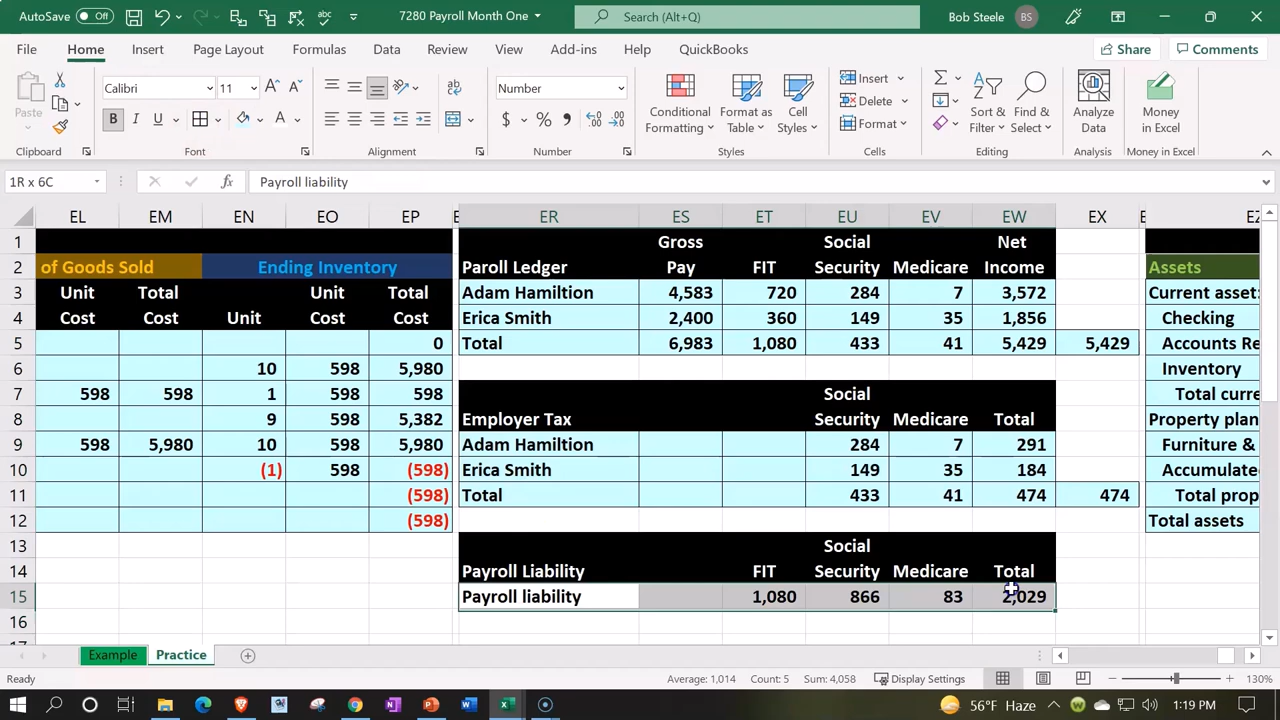 AutoSave Off 7280 Payroll Month One Search (Alt+Q) Bob Steele BS
File Home Insert Page Layout Formulas Data Review View Add-ins Help QuickBooks Share Comments
Calibri 11 Number Insert
Paste Conditional Formatting Format as Table Cell Styles Delete Sort & Filter Find & Select Analyze Data Money in Excel
Format
Clipboard Font Alignment Number Styles Cells Editing Analysis Money in Excel
1R x 6C fx Payroll liability
EL EM EN EO EP E ER ES ET EU EV EW EX E EZ
1 Gross Social Net
2 of Goods Sold Ending Inventory Paroll Ledger Pay FIT Security Medicare Income Assets
3 Unit Total Unit Total Adam Hamiltion 4,583 720 284 7 3,572 Current asset:
4 Cost Cost Unit Cost Cost Erica Smith 2,400 360 149 35 1,856 Checking
5 0 Total 6,983 1,080 433 41 5,429 5,429 Accounts Re
6 10 598 5,980 Inventory
7 598 598 1 598 598 Social Total curre
8 9 598 5,382 Employer Tax Security Medicare Total Property plan
9 598 5,980 10 598 5,980 Adam Hamiltion 284 7 291 Furniture &
10 (1) 598 (598) Erica Smith 149 35 184 Accumulate
11 (598) Total 433 41 474 474 Total prop
12 (598) Total assets
13 Social
14 Payroll Liability FIT Security Medicare Total
15 Payroll liability 1,080 866 83 2,029
16
17
Example Practice
Ready Average: 1,014 Count: 5 Sum: 4,058 Display Settings 130%
56°F Haze 1:19 PM